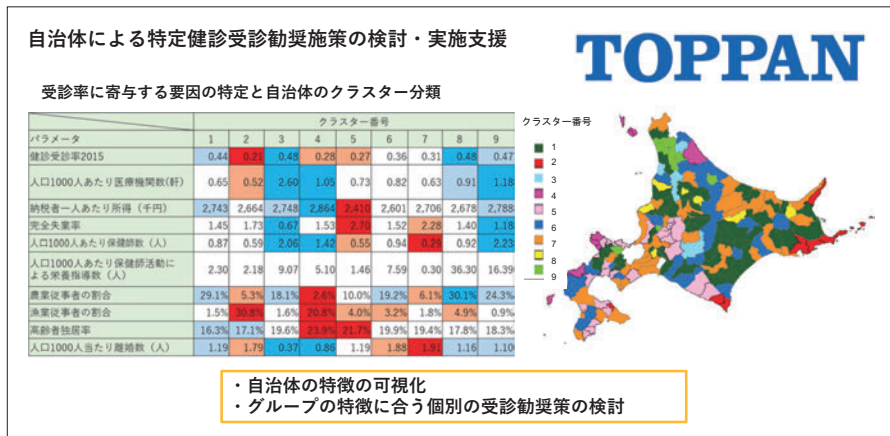 自治体による特定健診受診勧奨施策の検討・実施支援
TOPPAN
受診率に寄与する要因の特定と自治体のクラスター分類
クラスター番号
パラメータ 1 2 3 4 5 6 7 8 9
健診受診率2015 0.44 0.21 0.48 0.28 0.27 0.36 0.31 0.48 0.47
人口1000人あたり医療機関数(軒) 0.65 0.52 2.60 1.05 0.73 0.82 0.63 0.91 1.18
納税者一人あたり所得（千円） 2,743 2,664 2,748 2,864 2,410 2,601 2,706 2,678 2,788
完全失業率 1.45 1.73 0.67 1.53 2.70 1.52 2.28 1.40 1.18
人口1000人あたり保健師数（人） 0.87 0.59 2.06 1.42 0.55 0.94 0.29 0.92 2.23
人口1000人あたり保健師活動に
よる栄養指導数（人） 2.30 2.18 9.07 5.10 1.46 7.59 0.30 36.30 16.39
農業従事者の割合 29.1% 5.3% 18.1% 2.6% 10.0% 19.2% 6.1% 30.1% 24.3%
漁業従事者の割合 1.5% 30.8% 1.6% 20.8% 4.0% 3.2% 1.8% 4.9% 0.9%
高齢者独居率 16.3% 17.1% 19.6% 23.9% 21.7% 19.9% 19.4% 17.8% 18.3%
人口1000人当たり離婚数（人） 1.19 1.79 0.37 0.86 1.19 1.88 1.91 1.16 1.10
クラスター番号
1
2
3
4
5
6
7
8
9
・自治体の特徴の可視化
・グループの特徴に合う個別の受診勧奨策の検討